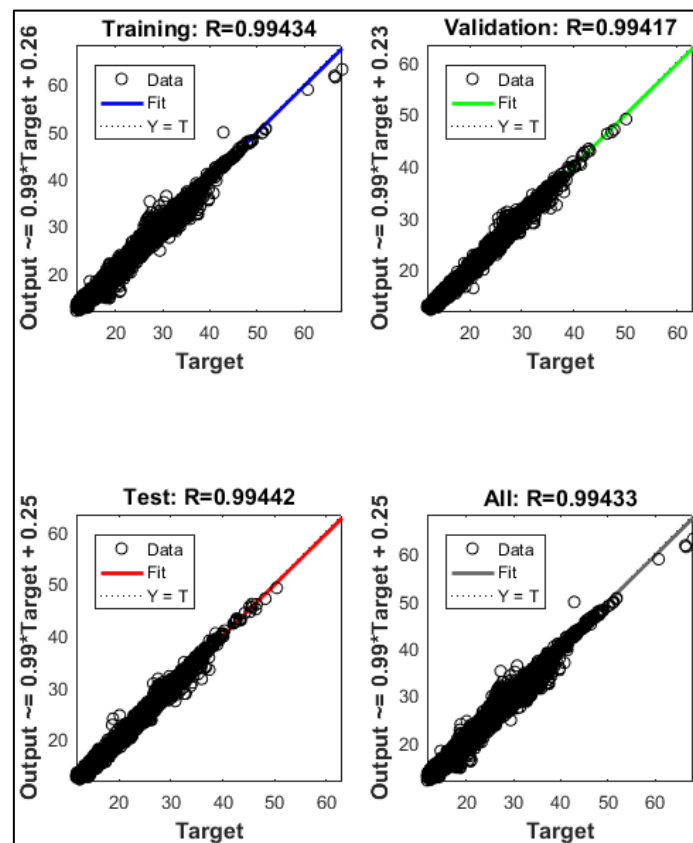 Training: R=0.99434
Output ~= 0.99*Target + 0.26
60
50
40
30
20
Data
Fit
Y = T
20 30 40 50 60
Target
Validation: R=0.99417
Output ~= 0.99*Target + 0.23
60
50
40
30
20
Data
Fit
Y = T
20 30 40 50 60
Target
Test: R=0.99442
Output ~= 0.99*Target + 0.25
60
50
40
30
20
Data
Fit
Y = T
20 30 40 50 60
Target
All: R=0.99433
Output ~= 0.99*Target + 0.25
60
50
40
30
20
Data
Fit
Y = T
20 30 40 50 60
Target